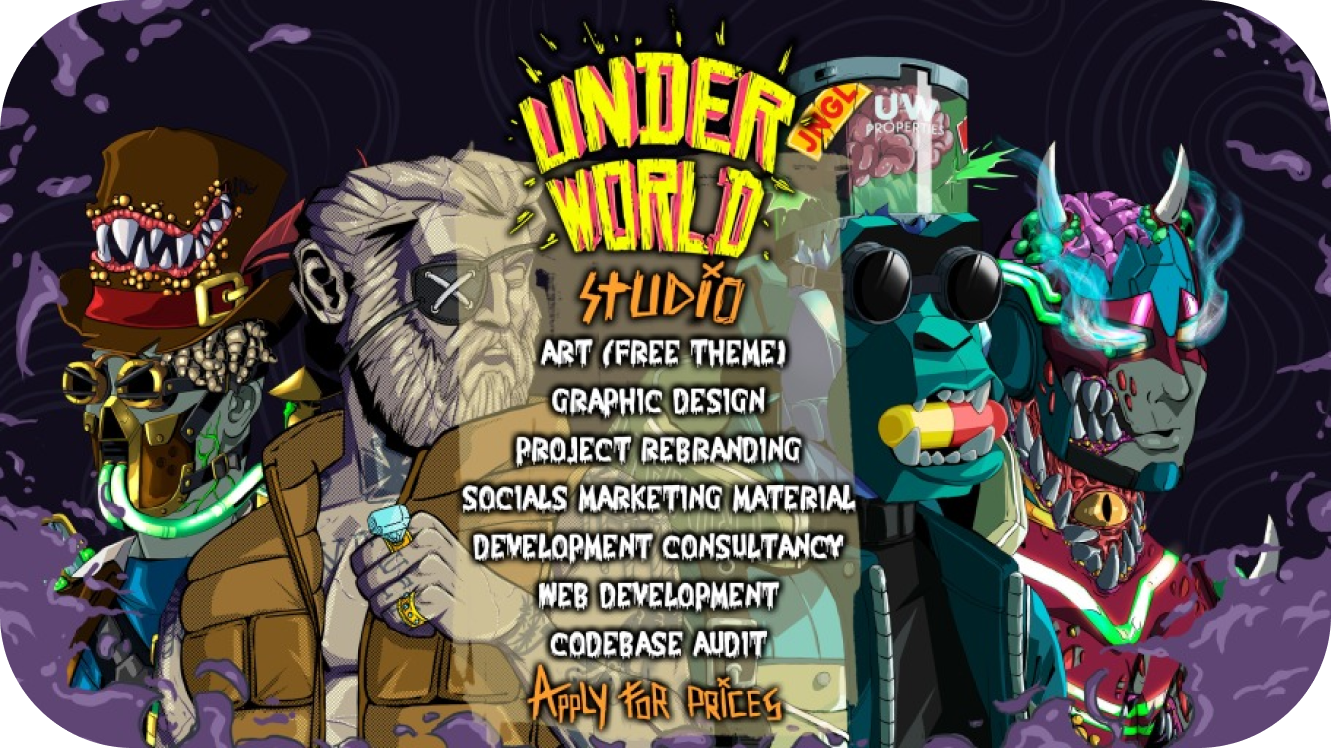 UNDER
WORLD
STUDIO
JNGL
UW
PROPERTIES
ART (FREE THEME)
GRAPHIC DESIGN
PROJECT REBRANDING
SOCIALS MARKETING MATERIAL
DEVELOPMENT CONSULTANCY
WEB DEVELOPMENT
CODEBASE AUDIT
APPLY FOR PRICES